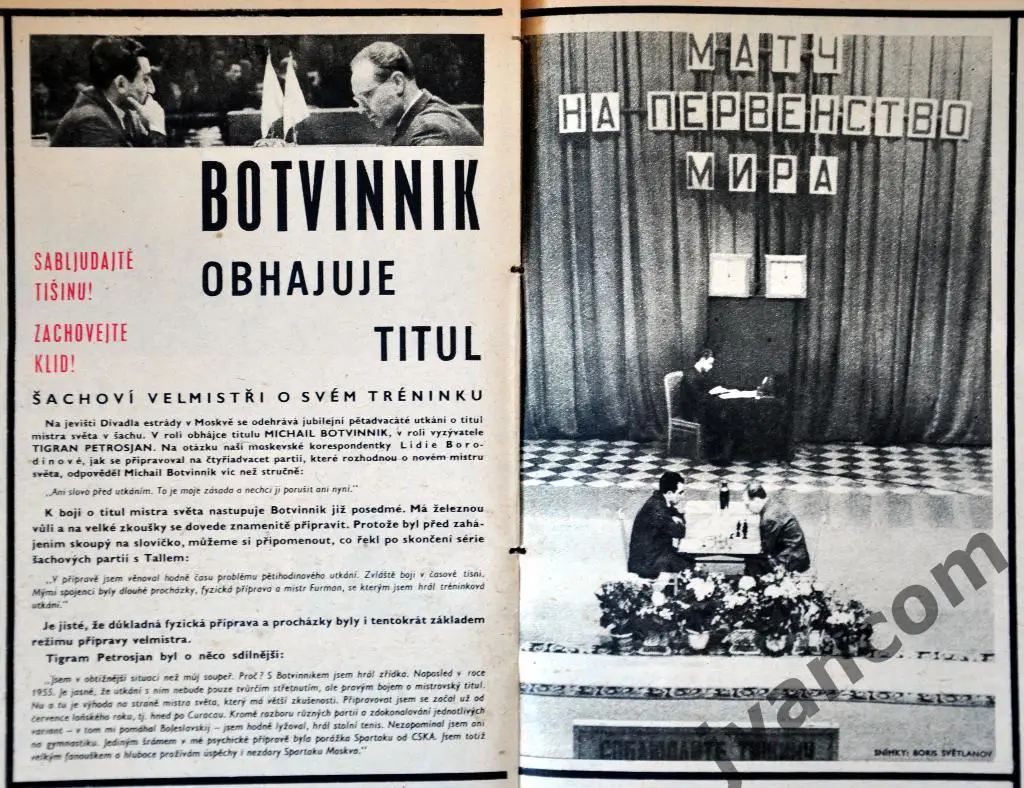 BOTVINNIK
OBHAJUJE
TITUL
SABLJUDAJTĚ
TIŠINU!
ZACHOVEJTE
KLID!
ŠACHOVÍ VELMISTŘI O SVÉM TRÉNINKU
Na jevišti Divadla estrády v Moskvě se odehrává jubilejní pětadvacáté utkání o titul
mistra světa v šachu. V roli obhájce titulu MICHAIL BOTVINNIK, v roli vyzývatele
TIGRAN PETROSJAN. Na otázku naší moskevské korespondentky Lidie Boro-
dinové, jak se připravoval na čtyřiadvacet partií, které rozhodnou o novém mistru
světa, odpověděl Michail Botvinnik víc než stručně:
„Ani slovo před utkáním. To je moje zásada a nechci ji porušit ani nyní."
K boji o titul mistra světa nastupuje Botvinnik již posedmé. Má železnou
vůli a na velké zkoušky se dovede znamenitě připravit. Protože byl před zahá-
jením skoupý na slovíčko, můžeme si připomenout, co řekl po skončení série
šachových partií s Tallem:
„V přípravě jsem věnoval hodně času problému pětihodinového utkání. Zvláště boji v časové tísni.
Mými spojenci byly dlouhé procházky, fyzická příprava a mistr Furman, se kterým jsem hrál tréninková
utkání."
Je jisté, že důkladná fyzická příprava a procházky byly i tentokrát základem
režimu přípravy velmistra.
Tigram Petrosjan byl o něco sdílnější:
„Jsem v obtížnější situaci než můj soupeř. Proč? S Botvinnikem jsem hrál zřídka. Naposled v roce
1955. Je jasné, že utkání s ním nebude pouze tvůrčím střetnutím, ale pravým bojem o mistrovský titul.
Nu a tu je výhoda na straně mistra světa, který má větší zkušenosti. Připravovat jsem se začal už od
července loňského roku, tj. hned po Curacau. Kromě rozboru různých partií a zdokonalování jednotlivých
variant – v tom mi pomáhal Boleslavskij – jsem hodně lyžoval, hrál stolní tenis. Nezapomínal jsem ani
na gymnastiku. Jediným šrámem v mé psychické přípravě byla porážka Spartaku od CSKA. Jsem totiž
velkým fanouškem a hluboce prožívám úspěchy i nezdary Spartaku Moskva."
МАТЧ
НА ПЕРВЕНСТВО
МИРА
СОБЛЮДАЙТЕ ТИШИНУ
SNÍMKY: BORIS SVĚTLANOV
jvancom